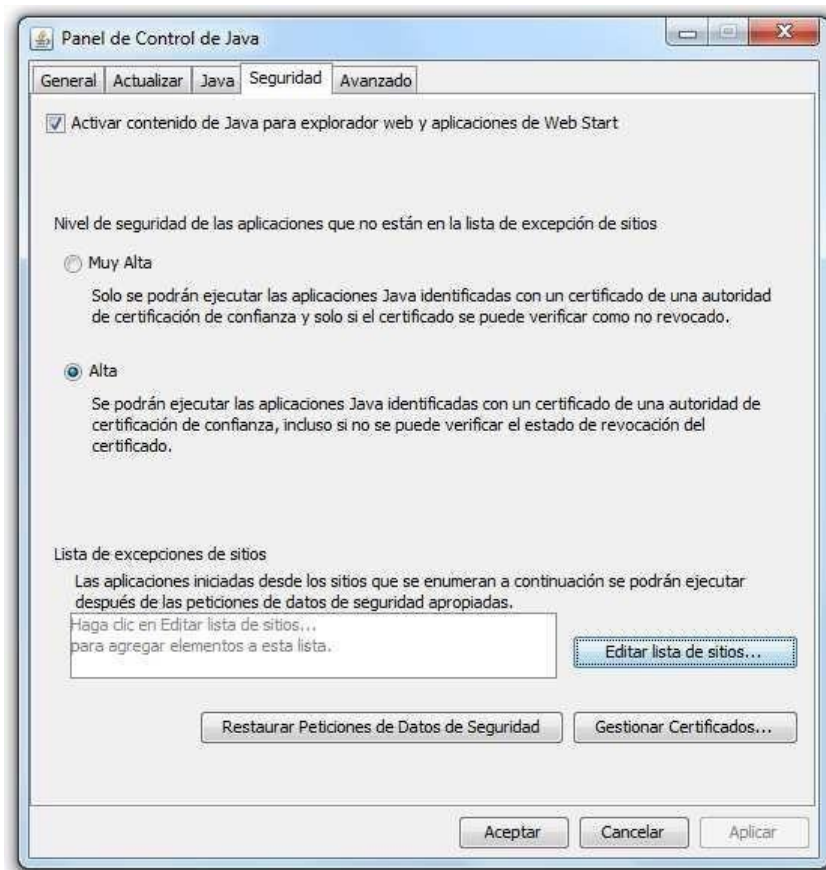 Panel de Control de Java
General Actualizar Java Seguridad Avanzado
Activar contenido de Java para explorador web y aplicaciones de Web Start
Nivel de seguridad de las aplicaciones que no están en la lista de excepción de sitios
Muy Alta
Solo se podrán ejecutar las aplicaciones Java identificadas con un certificado de una autoridad
de certificación de confianza y solo si el certificado se puede verificar como no revocado.
Alta
Se podrán ejecutar las aplicaciones Java identificadas con un certificado de una autoridad de
certificación de confianza, incluso si no se puede verificar el estado de revocación del
certificado.
Lista de excepciones de sitios
Las aplicaciones iniciadas desde los sitios que se enumeran a continuación se podrán ejecutar
después de las peticiones de datos de seguridad apropiadas.
Haga clic en Editar lista de sitios...
para agregar elementos a esta lista.
Editar lista de sitios...
Restaurar Peticiones de Datos de Seguridad Gestionar Certificados...
Aceptar Cancelar Aplicar